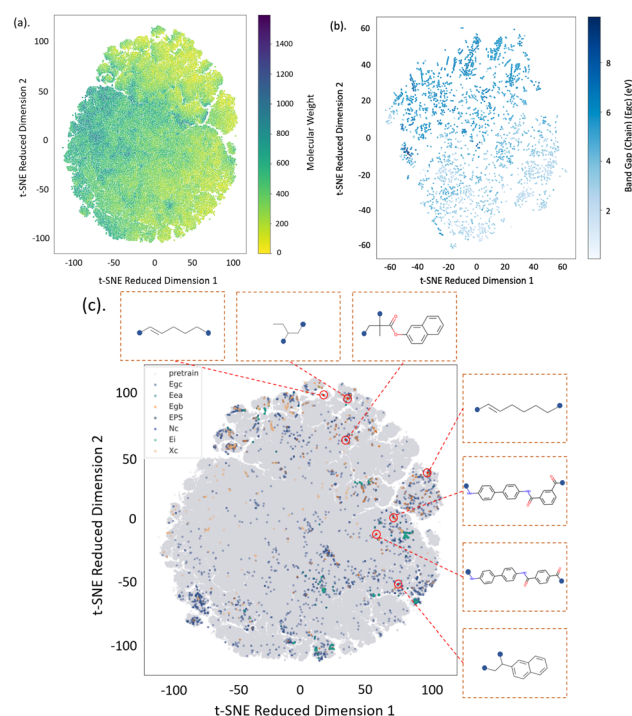 (a).
100
50
0
-50
-100
-100
-50
0
50
100
t-SNE Reduced Dimension 1
t-SNE Reduced Dimension 2
1400
1200
1000
800
600
400
200
0
Molecular Weight
(b).
60
40
20
0
-20
-40
-60
-60
-40
-20
0
20
40
60
t-SNE Reduced Dimension 1
t-SNE Reduced Dimension 2
8
6
4
2
Band Gap (Chain) (Eec) (eV)
(c).
pretrain
Egc
Eea
Egb
EPS
Nc
Ei
Xc
100
50
0
-50
-100
-100
-50
0
50
100
t-SNE Reduced Dimension 1
t-SNE Reduced Dimension 2